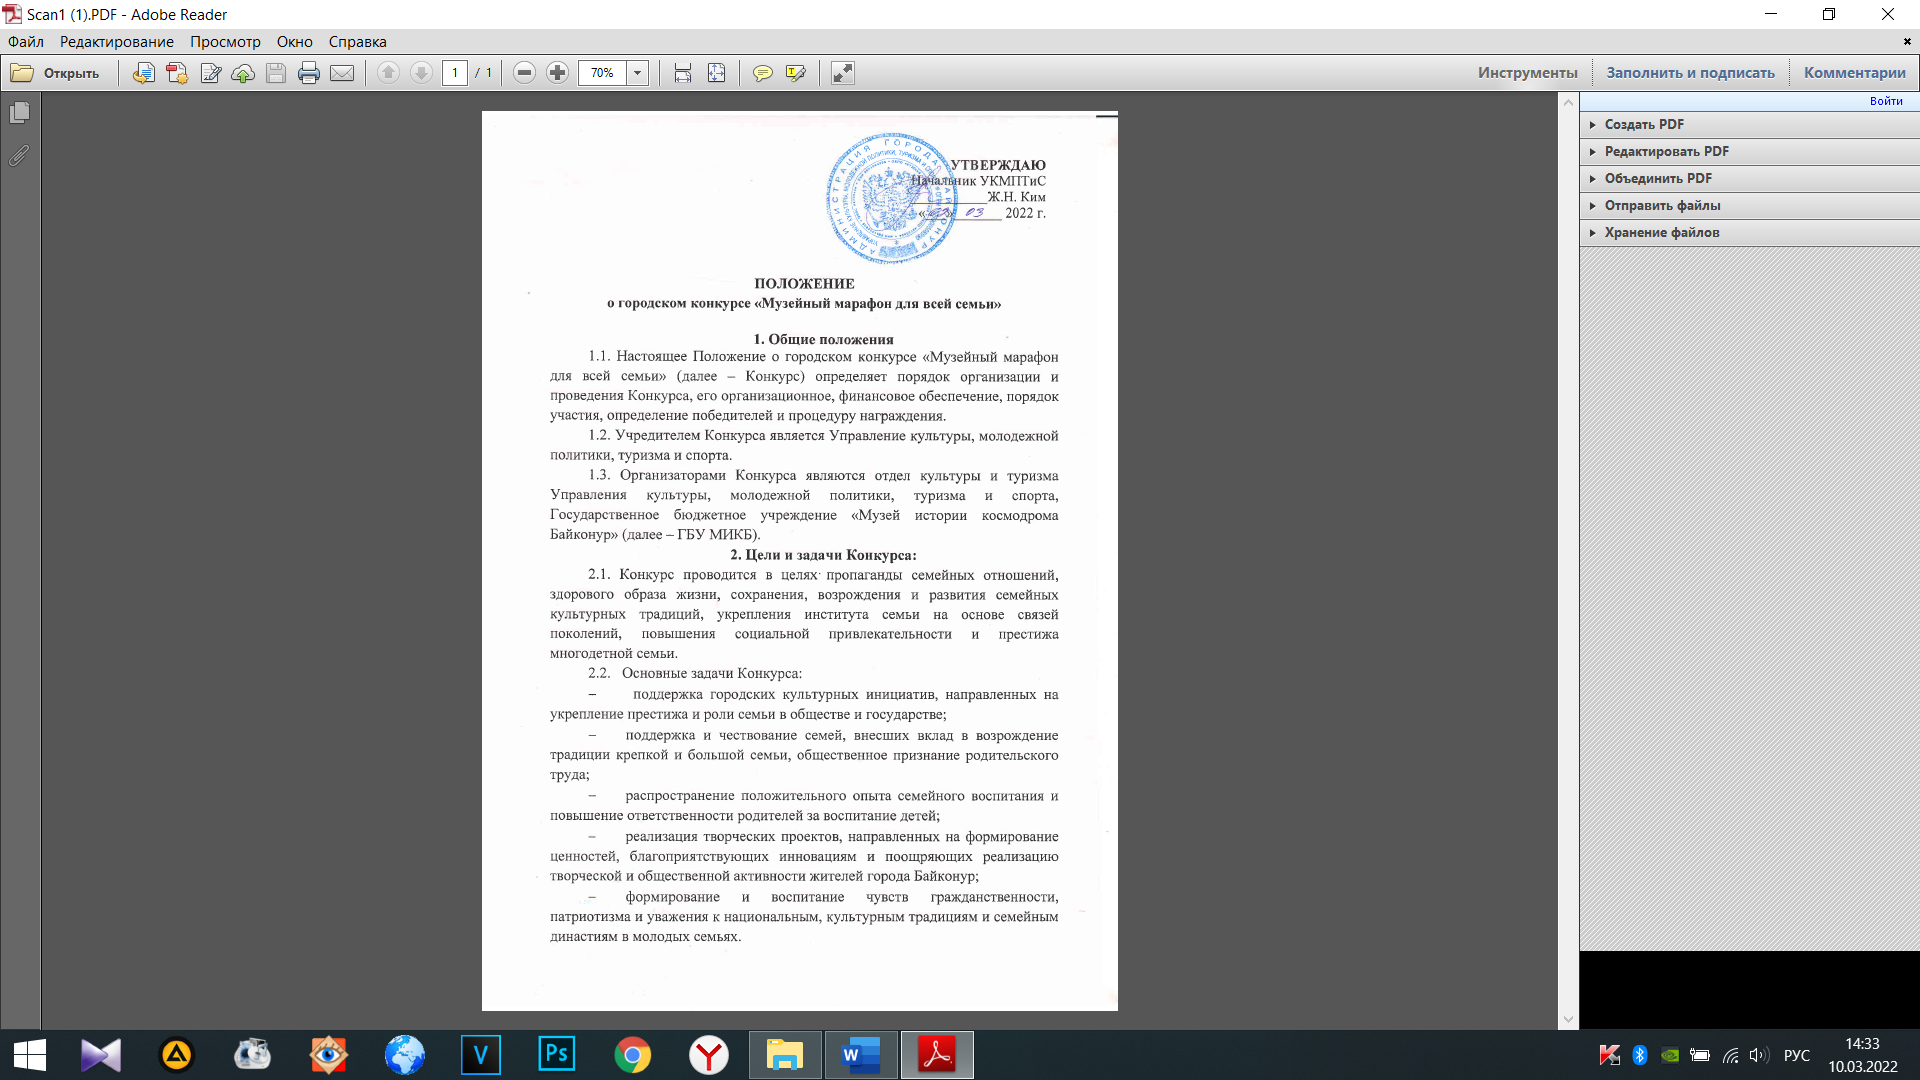 Scan1 (1).PDF - Adobe Reader
Файл Редактирование Просмотр Окно Справка
Открыть 1 / 1 70% Инструменты Заполнить и подписать Комментарии
Войти
Создать PDF
Редактировать PDF
Объединить PDF
Отправить файлы
Хранение файлов
АДМИНИСТРАЦИЯ ГОРОДА БАЙКОНУР
УТВЕРЖДАЮ
Начальник УКМПТиС
Ж.Н. Ким
« » 03 2022 г.
ПОЛОЖЕНИЕ
о городском конкурсе «Музейный марафон для всей семьи»
1. Общие положения
1.1. Настоящее Положение о городском конкурсе «Музейный марафон
для всей семьи» (далее – Конкурс) определяет порядок организации и
проведения Конкурса, его организационное, финансовое обеспечение, порядок
участия, определение победителей и процедуру награждения.
1.2. Учредителем Конкурса является Управление культуры, молодежной
политики, туризма и спорта.
1.3. Организаторами Конкурса являются отдел культуры и туризма
Управления культуры, молодежной политики, туризма и спорта,
Государственное бюджетное учреждение «Музей истории космодрома
Байконур» (далее – ГБУ МИКБ).
2. Цели и задачи Конкурса:
2.1. Конкурс проводится в целях пропаганды семейных отношений,
здорового образа жизни, сохранения, возрождения и развития семейных
культурных традиций, укрепления института семьи на основе связей
поколений, повышения социальной привлекательности и престижа
многодетной семьи.
2.2. Основные задачи Конкурса:
– поддержка городских культурных инициатив, направленных на
укрепление престижа и роли семьи в обществе и государстве;
– поддержка и чествование семей, внесших вклад в возрождение
традиции крепкой и большой семьи, общественное признание родительского
труда;
– распространение положительного опыта семейного воспитания и
повышение ответственности родителей за воспитание детей;
– реализация творческих проектов, направленных на формирование
ценностей, благоприятствующих инновациям и поощряющих реализацию
творческой и общественной активности жителей города Байконур;
– формирование и воспитание чувств гражданственности,
патриотизма и уважения к национальным, культурным традициям и семейным
династиям в молодых семьях.
РУС
14:33
10.03.2022